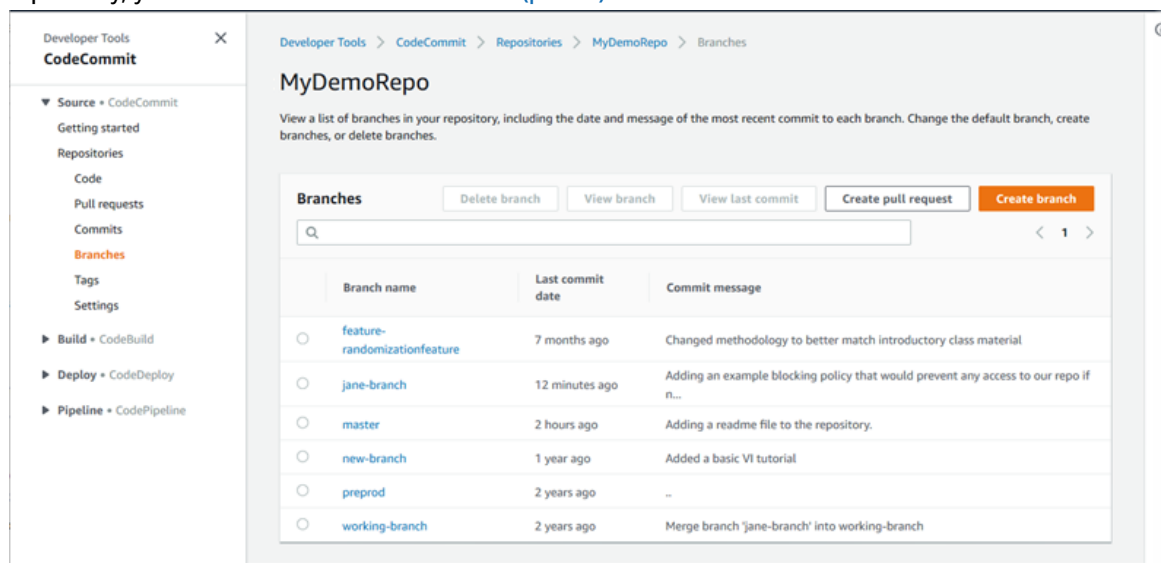 Developer Tools
CodeCommit
▼ Source • CodeCommit
Getting started
Repositories
Code
Pull requests
Commits
Branches
Tags
Settings
▶ Build • CodeBuild
▶ Deploy • CodeDeploy
▶ Pipeline • CodePipeline
Developer Tools > CodeCommit > Repositories > MyDemoRepo > Branches
MyDemoRepo
View a list of branches in your repository, including the date and message of the most recent commit to each branch. Change the default branch, create
branches, or delete branches.
Branches Delete branch View branch View last commit Create pull request Create branch
< 1 >
Branch name Last commit date Commit message
feature-randomizationfeature 7 months ago Changed methodology to better match introductory class material
jane-branch 12 minutes ago Adding an example blocking policy that would prevent any access to our repo if n...
master 2 hours ago Adding a readme file to the repository.
new-branch 1 year ago Added a basic VI tutorial
preprod 2 years ago ..
working-branch 2 years ago Merge branch 'jane-branch' into working-branch